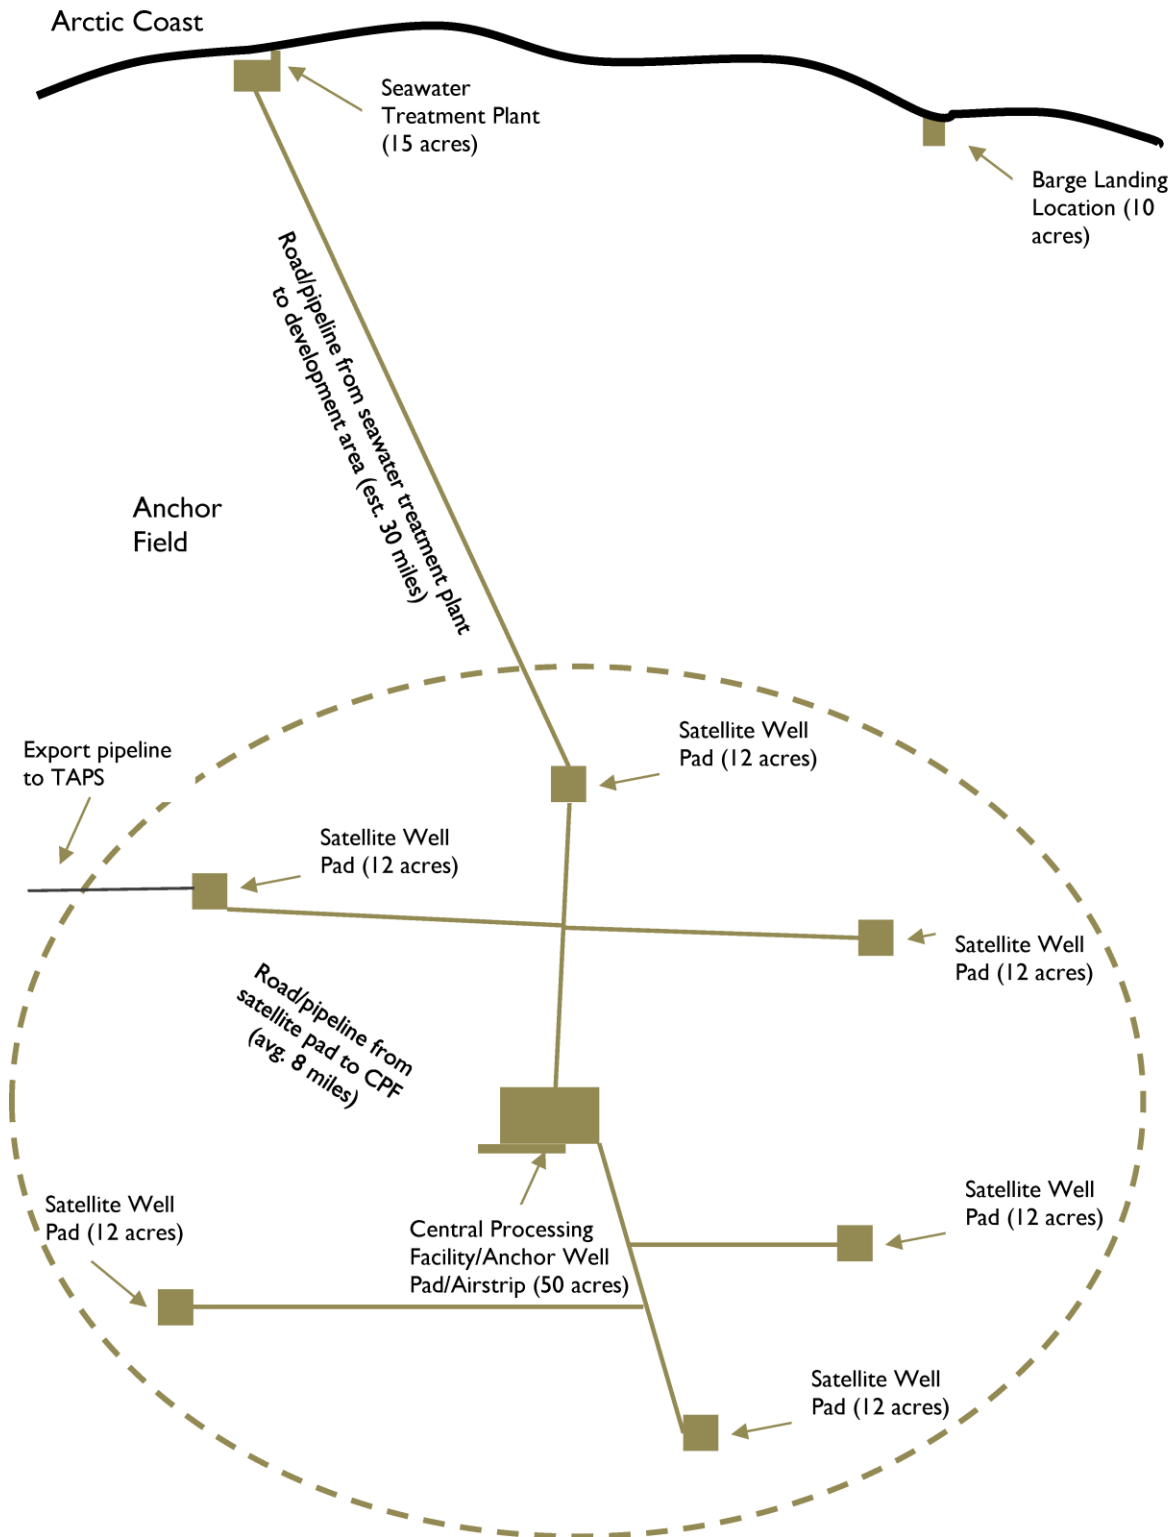 Arctic Coast
Seawater
Treatment Plant
(15 acres)
Barge Landing
Location (10
acres)
Road/pipeline from seawater treatment plant
to development area (est. 30 miles)
Anchor
Field
Satellite Well
Pad (12 acres)
Export pipeline
to TAPS
Satellite Well
Pad (12 acres)
Satellite Well
Pad (12 acres)
Road/pipeline from
satellite pad to CPF
(avg. 8 miles)
Satellite Well
Pad (12 acres)
Central Processing
Facility/Anchor Well
Pad/Airstrip (50 acres)
Satellite Well
Pad (12 acres)
Satellite Well
Pad (12 acres)